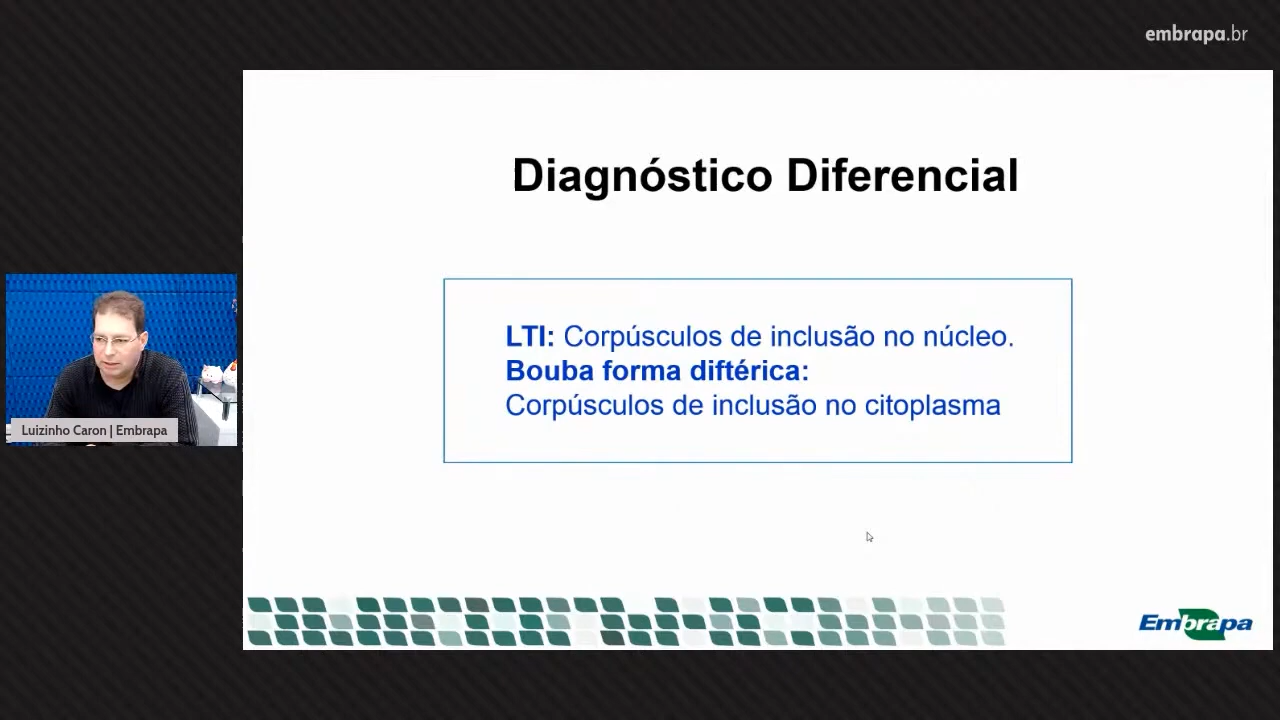 embrapa.br
Diagnóstico Diferencial
LTI: Corpúsculos de inclusão no núcleo.
Bouba forma diftérica:
Corpúsculos de inclusão no citoplasma
Luizinho Caron | Embrapa
Embrapa